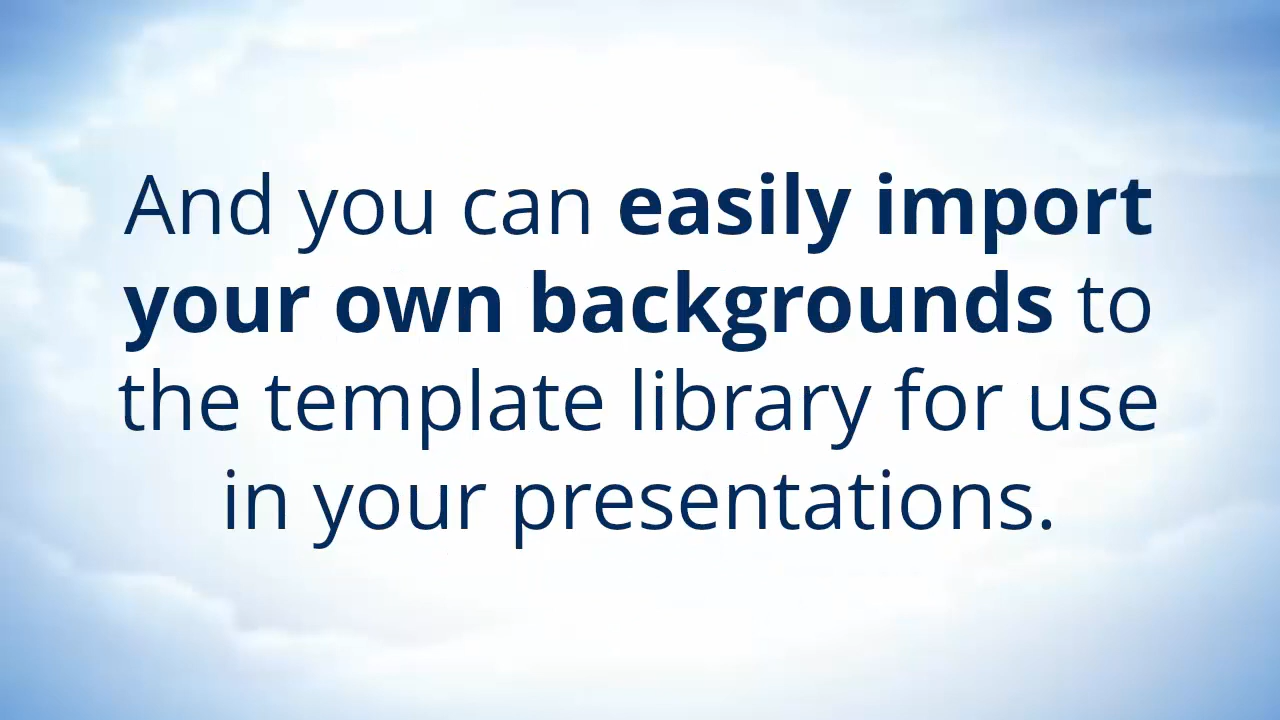 And you can easily import
your own backgrounds to
the template library for use
in your presentations.